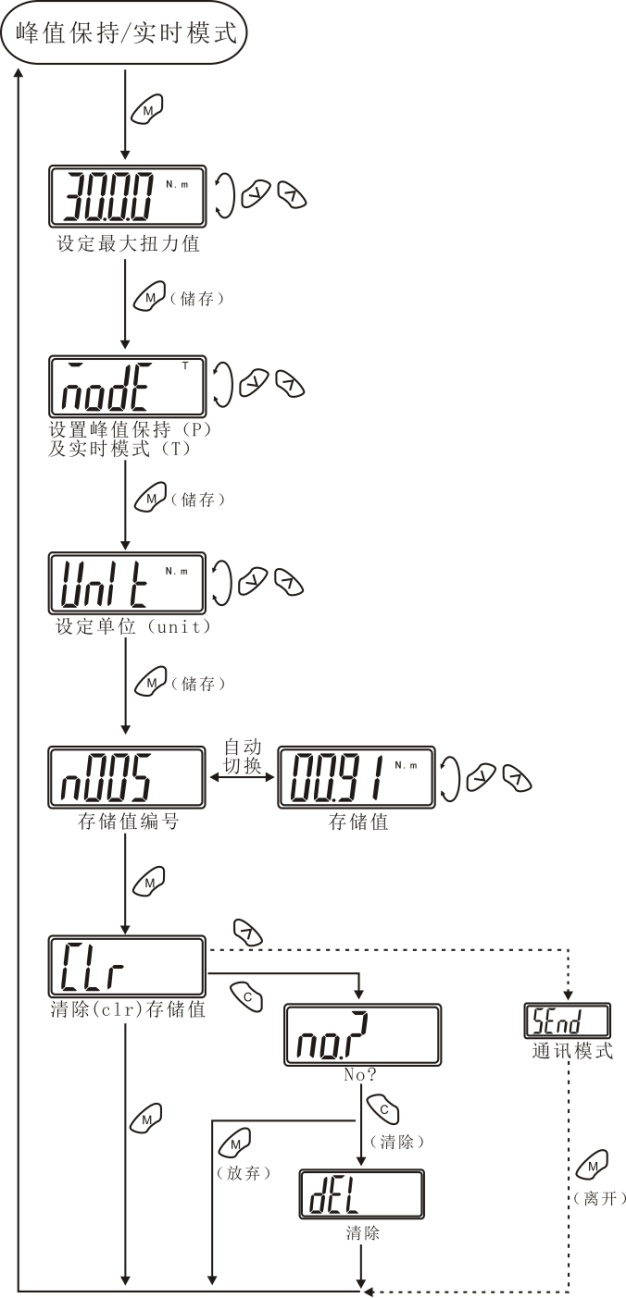 峰值保持/实时模式
M
30.0.0 N.m
设定最大扭力值
M (储存)
nodE T
设置峰值保持（P）
及实时模式（T）
M (储存)
UnIt N.m
设定单位（unit）
M (储存)
自动
切换
n005
00.91 N.m
存储值编号
存储值
M
CLr
清除(clr)存储值
C
SEnd
通讯模式
no.?
No?
M
C
(清除)
M
(放弃)
M
(离开)
dEL
清除